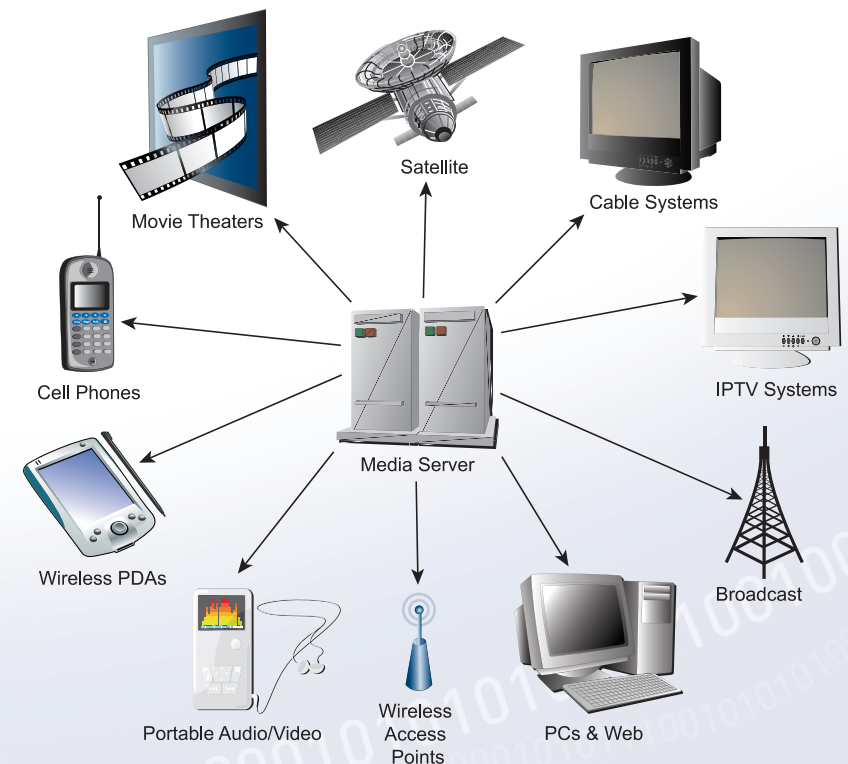 Movie Theaters
Satellite
Cable Systems
Cell Phones
IPTV Systems
Media Server
Wireless PDAs
Broadcast
Portable Audio/Video
Wireless
Access
Points
PCs & Web